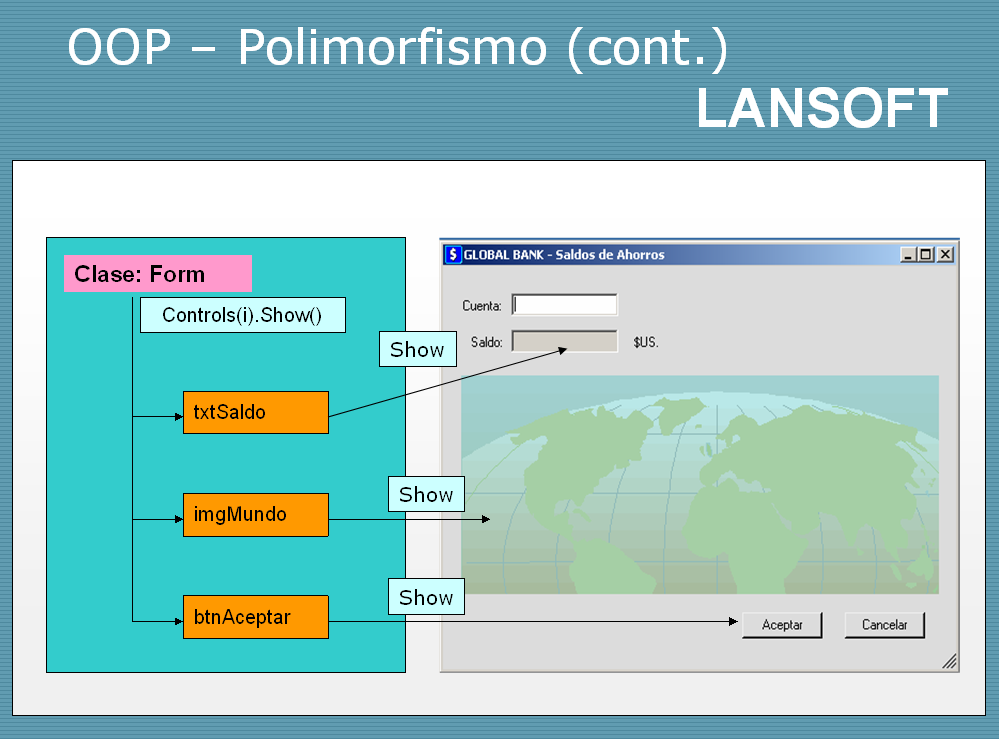 OOP – Polimorfismo (cont.)
LANSOFT
Clase: Form
Controls(i).Show()
Show
txtSaldo
Show
imgMundo
Show
btnAceptar
$ GLOBAL BANK - Saldos de Ahorros
Cuenta:
Saldo: $US.
Aceptar Cancelar